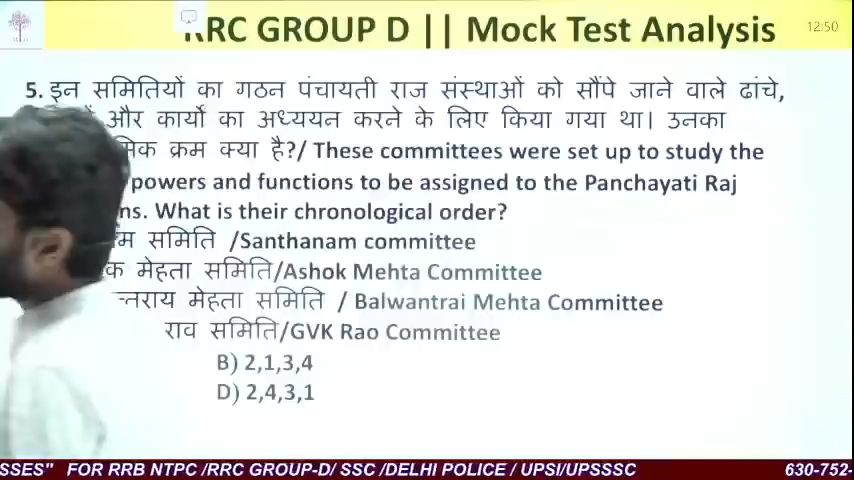 RRC GROUP D || Mock Test Analysis
12:50
5. इन समितियों का गठन पंचायती राज संस्थाओं को सौंपे जाने वाले ढांचे,
और कार्यों का अध्ययन करने के लिए किया गया था। उनका
क्रम क्या है?/ These committees were set up to study the
powers and functions to be assigned to the Panchayati Raj
What is their chronological order?
समिति /Santhanam committee
मेहता समिति/Ashok Mehta Committee
मेहता समिति / Balwantrai Mehta Committee
राव समिति/GVK Rao Committee
B) 2,1,3,4
D) 2,4,3,1
SSES" FOR RRB NTPC /RRC GROUP-D/ SSC /DELHI POLICE / UPSI/UPSSSC 630-752-